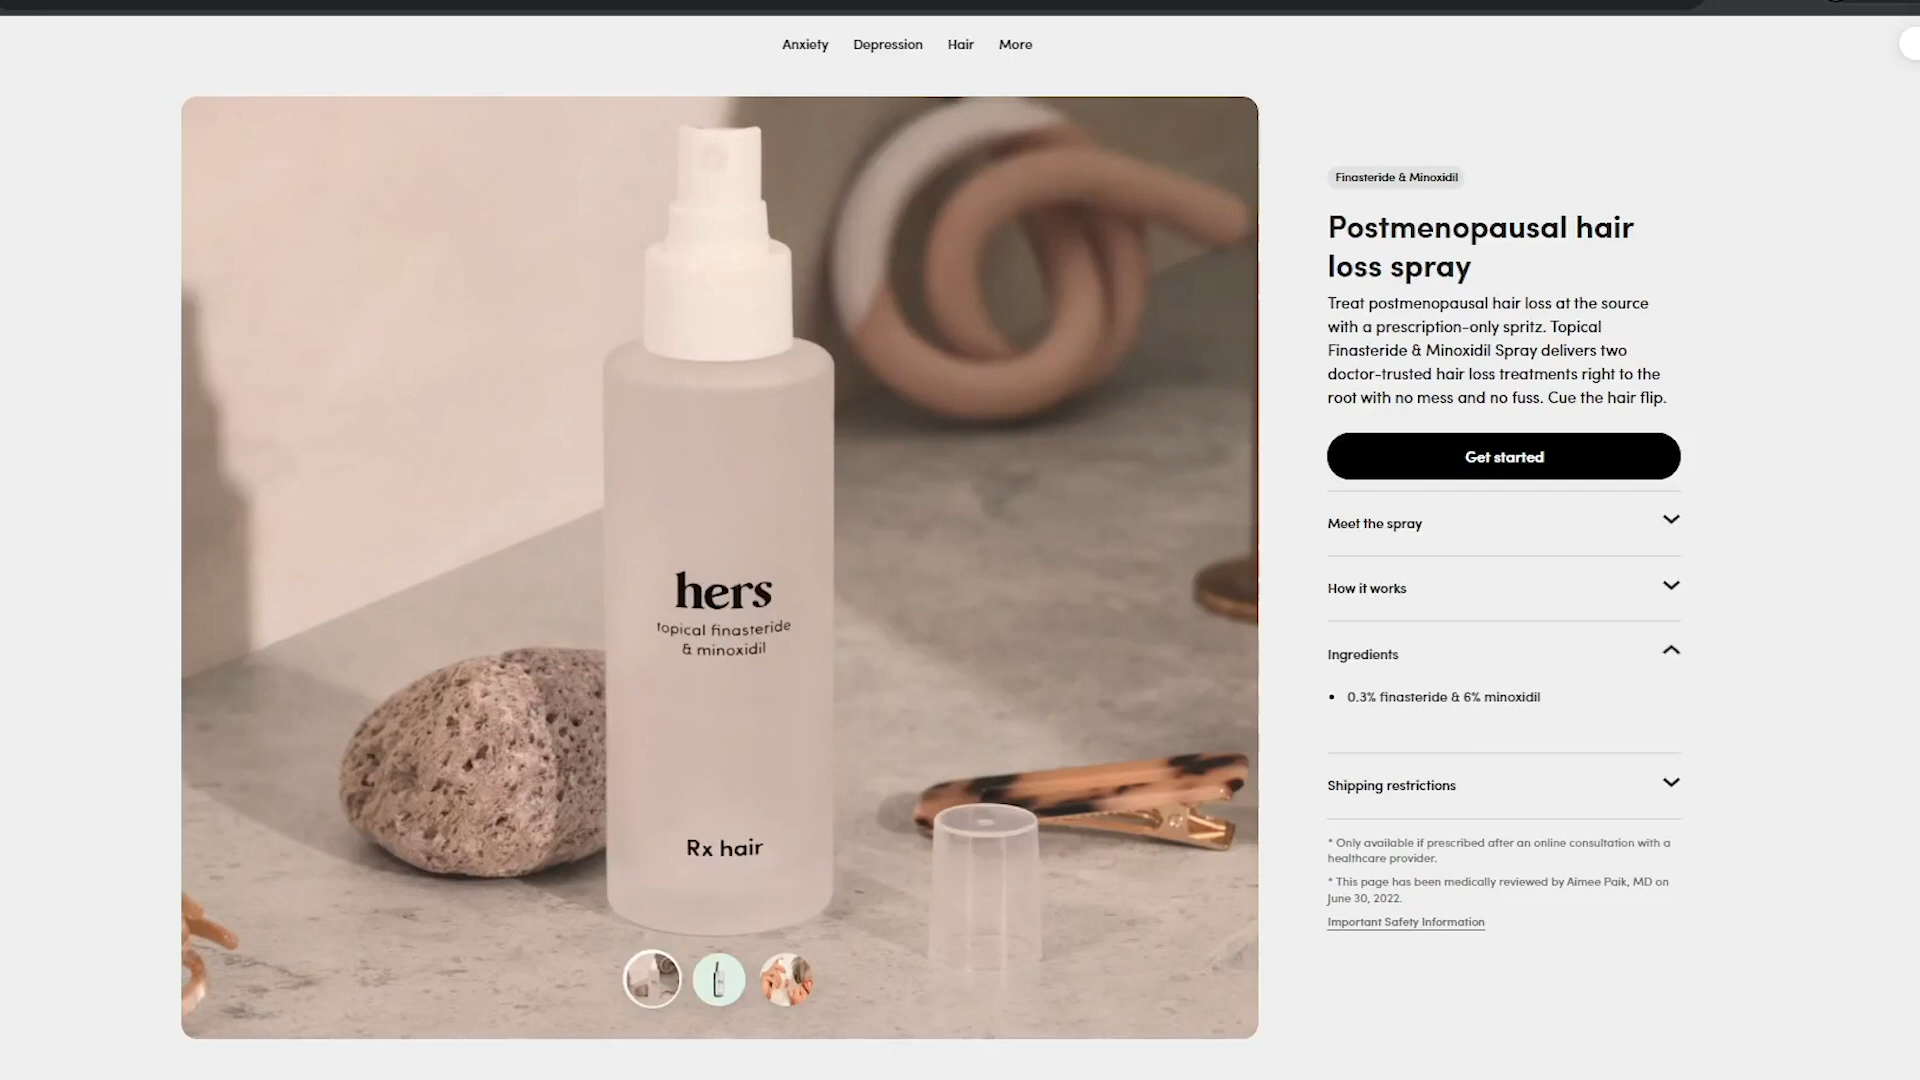 Anxiety Depression Hair More
Finasteride & Minoxidil
Postmenopausal hair
loss spray
Treat postmenopausal hair loss at the source
with a prescription-only spritz. Topical
Finasteride & Minoxidil Spray delivers two
doctor-trusted hair loss treatments right to the
root with no mess and no fuss. Cue the hair flip.
Get started
Meet the spray
How it works
Ingredients
• 0.3% finasteride & 6% minoxidil
Shipping restrictions
* Only available if prescribed after an online consultation with a
healthcare provider.
* This page has been medically reviewed by Aimee Paik, MD on
June 30, 2022.
Important Safety Information
hers
topical finasteride
& minoxidil
Rx hair